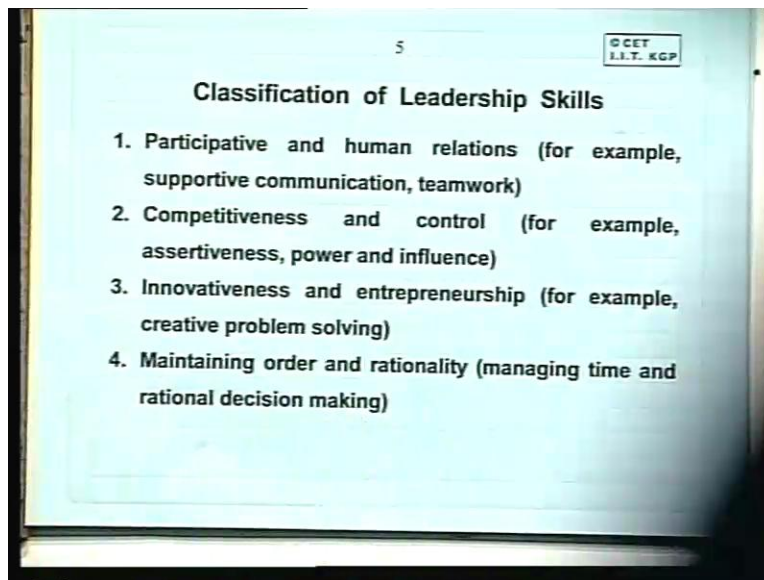 5
© CET
I.I.T. KGP
Classification of Leadership Skills
1. Participative and human relations (for example,
supportive communication, teamwork)
2. Competitiveness and control (for example,
assertiveness, power and influence)
3. Innovativeness and entrepreneurship (for example,
creative problem solving)
4. Maintaining order and rationality (managing time and
rational decision making)